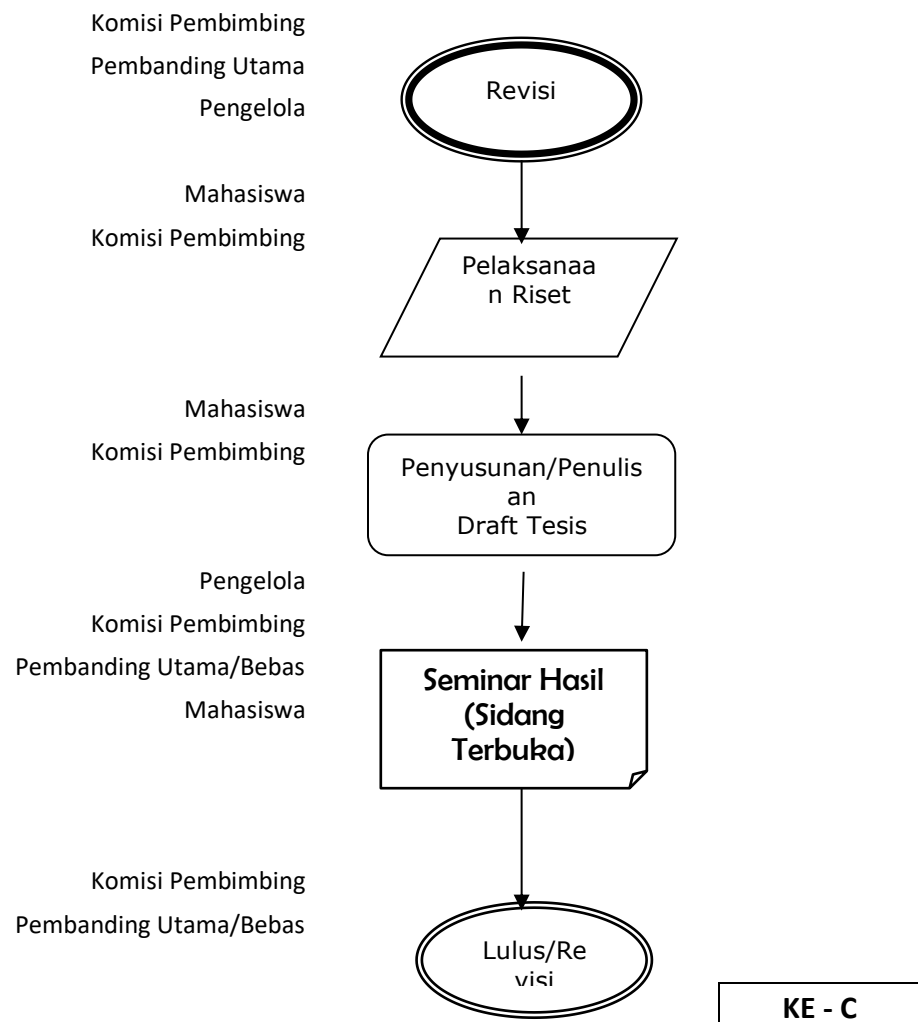 Komisi Pembimbing
Pembanding Utama
Pengelola
Revisi
Mahasiswa
Komisi Pembimbing
Pelaksanaa
n Riset
Mahasiswa
Komisi Pembimbing
Penyusunan/Penulis
an
Draft Tesis
Pengelola
Komisi Pembimbing
Pembanding Utama/Bebas
Mahasiswa
Seminar Hasil
(Sidang
Terbuka)
Komisi Pembimbing
Pembanding Utama/Bebas
Lulus/Re
visi
KE - C